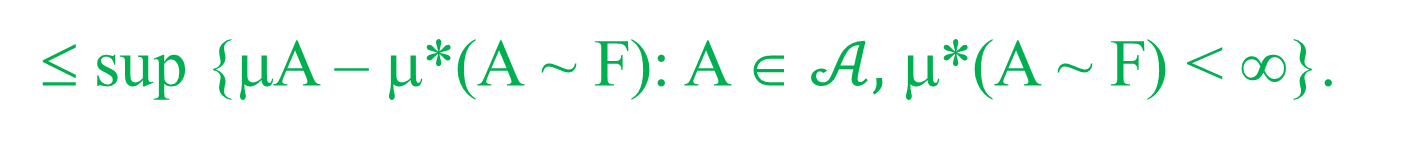 ≤ sup {μA – μ*(A ~ F): A ∈ 𝒜, μ*(A ~ F) < ∞}.